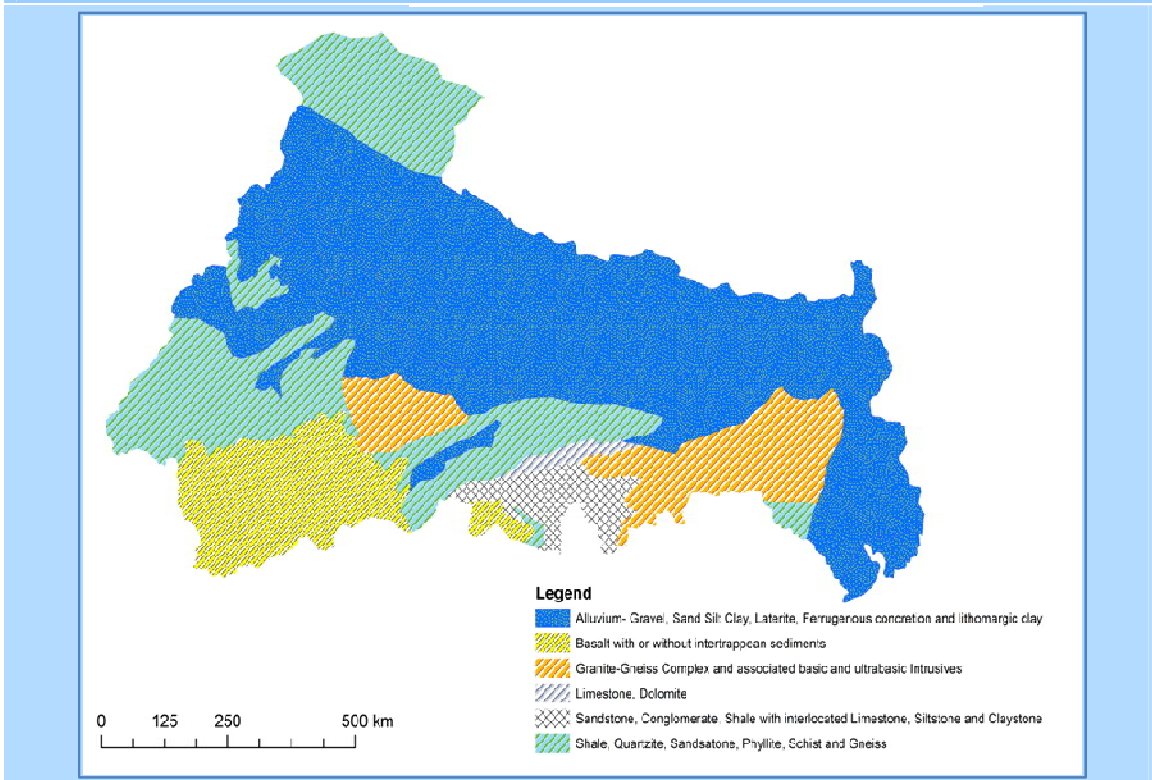 Legend
Alluvium- Gravel, Sand Silt Clay, Laterite, Ferrugenous concretion and lithomargic clay
Basalt with or without intertrappean sediments
Granite-Gneiss Complex and associated basic and ultrabasic Intrusives
Limestone. Dolomite
Sandstone, Conglomerate. Shale with interlocated Limestone, Siltstone and Claystone
Shale, Quartzite, Sandsatone, Phyllite, Schist and Gneiss
0 125 250 500 km